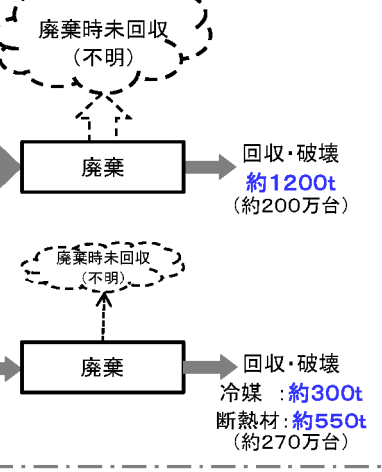 廃棄時未回収
（不明）
廃棄
回収・破壊
約1200t
（約200万台）
廃棄時未回収
（不明）
廃棄
回収・破壊
冷媒　：約300t
断熱材：約550t
（約270万台）